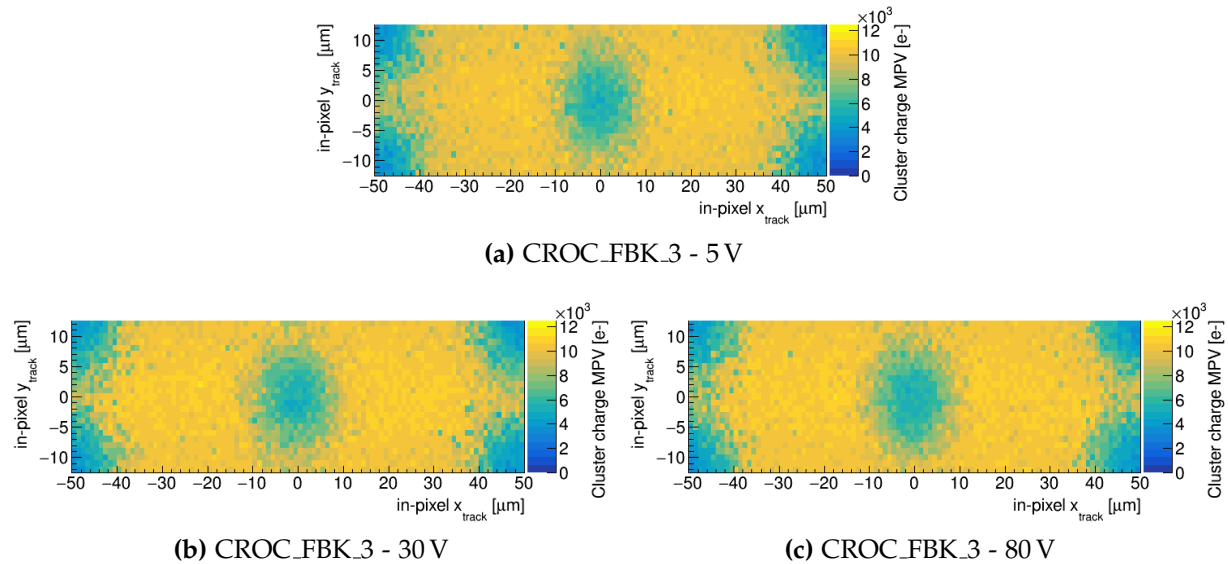 ×10³
in-pixel y_track [μm]
10
5
0
−5
−10
12
10
8
6
4
2
0
Cluster charge MPV [e-]
−50 −40 −30 −20 −10 0 10 20 30 40 50
in-pixel x_track [μm]
(a) CROC_FBK_3 - 5 V
×10³
in-pixel y_track [μm]
10
5
0
−5
−10
12
10
8
6
4
2
0
Cluster charge MPV [e-]
−50 −40 −30 −20 −10 0 10 20 30 40 50
in-pixel x_track [μm]
(b) CROC_FBK_3 - 30 V
×10³
in-pixel y_track [μm]
10
5
0
−5
−10
12
10
8
6
4
2
0
Cluster charge MPV [e-]
−50 −40 −30 −20 −10 0 10 20 30 40 50
in-pixel x_track [μm]
(c) CROC_FBK_3 - 80 V